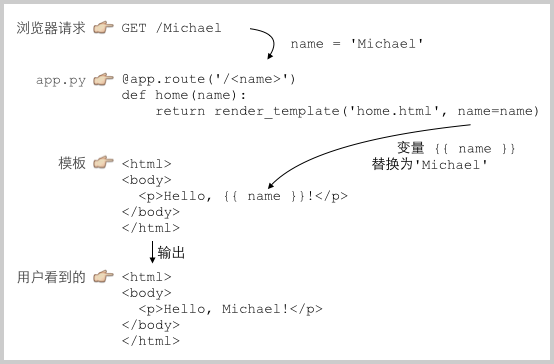 浏览器请求 GET /Michael
name = 'Michael'
app.py @app.route('/<name>')
def home(name):
    return render_template('home.html', name=name)
变量 {{ name }}
替换为'Michael'
模板 <html>
<body>
  <p>Hello, {{ name }}!</p>
</body>
</html>
输出
用户看到的 <html>
<body>
  <p>Hello, Michael!</p>
</body>
</html>